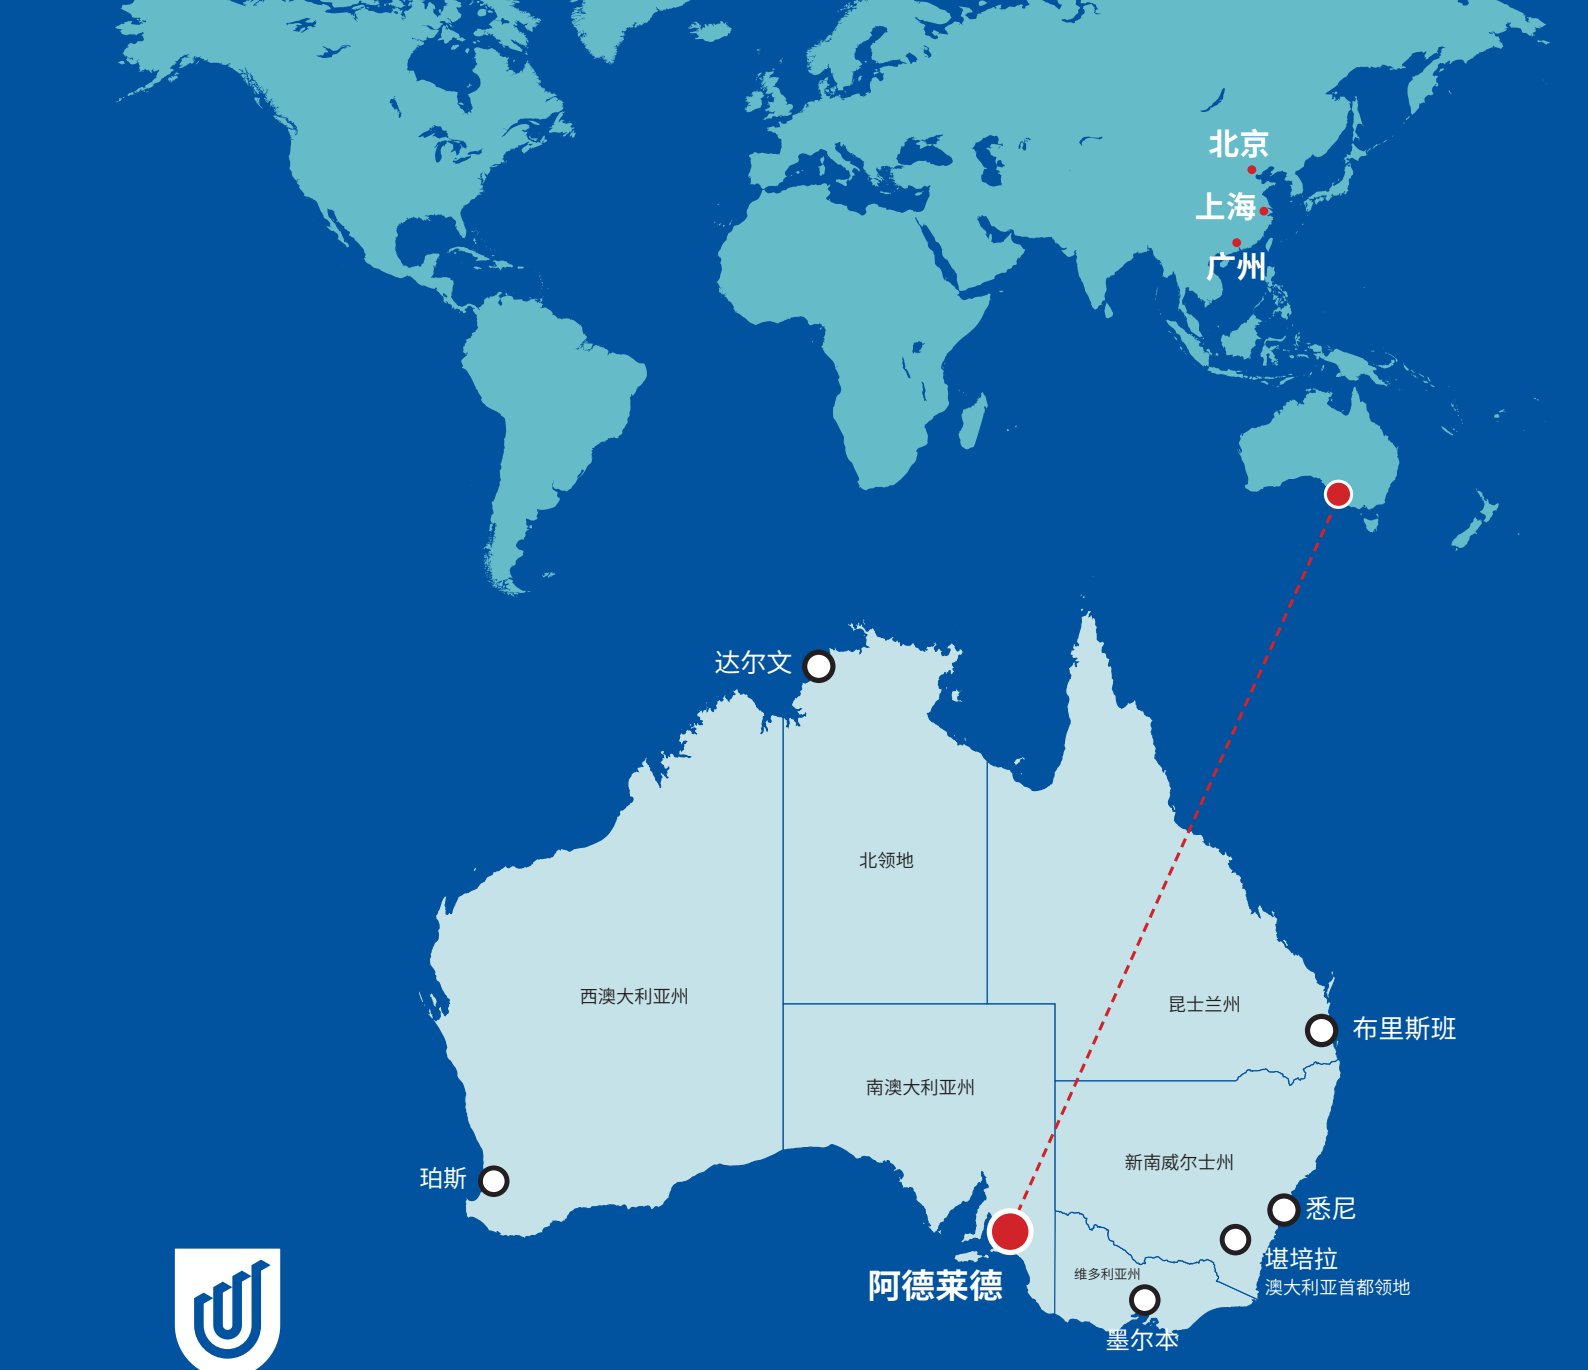 北京
上海
广州
达尔文
北领地
西澳大利亚州
昆士兰州
布里斯班
南澳大利亚州
新南威尔士州
珀斯
悉尼
堪培拉
澳大利亚首都领地
维多利亚州
阿德莱德
墨尔本